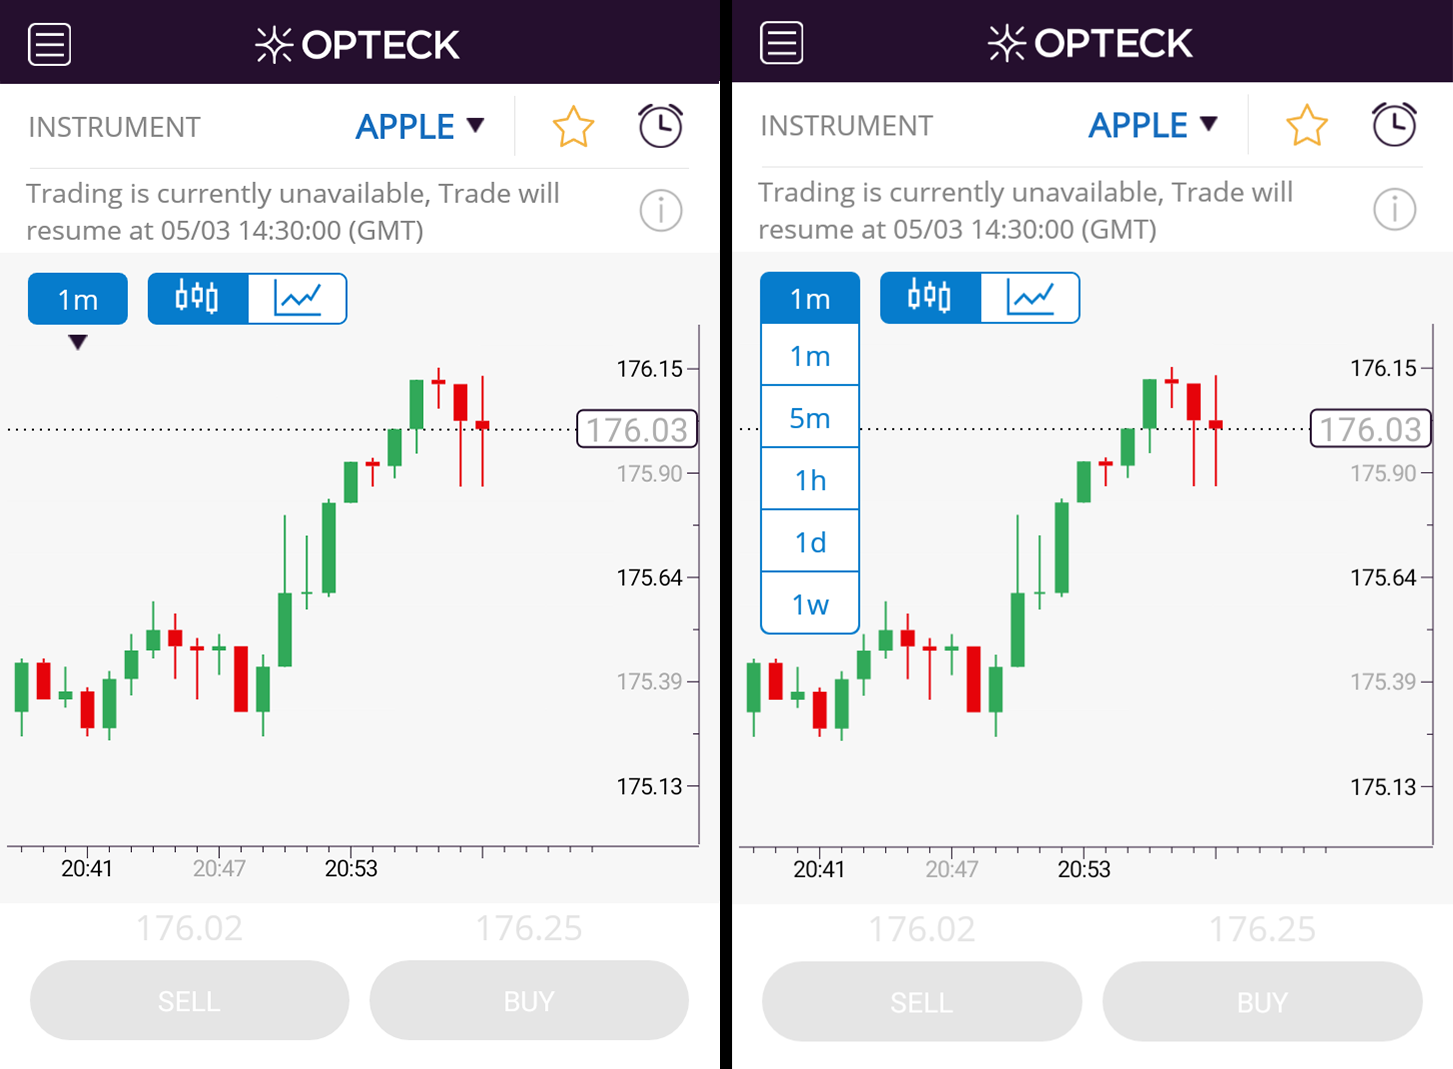 OPTECK
INSTRUMENT APPLE
Trading is currently unavailable, Trade will
resume at 05/03 14:30:00 (GMT)
1m
176.15
176.03
175.90
175.64
175.39
175.13
20:41 20:47 20:53
176.02 176.25
SELL BUY
OPTECK
INSTRUMENT APPLE
Trading is currently unavailable, Trade will
resume at 05/03 14:30:00 (GMT)
1m
1m
5m
1h
1d
1w
176.15
176.03
175.90
175.64
175.39
175.13
20:41 20:47 20:53
176.02 176.25
SELL BUY